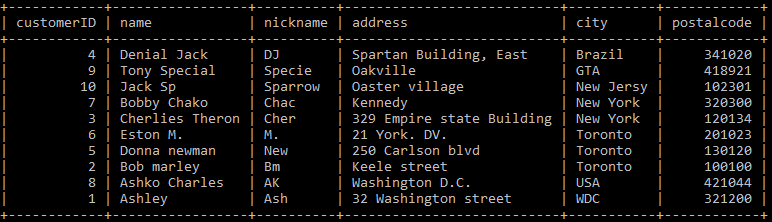 customerID | name | nickname | address | city | postalcode
4 | Denial Jack | DJ | Spartan Building, East | Brazil | 341020
9 | Tony Special | Specie | Oakville | GTA | 418921
10 | Jack Sp | Sparrow | Oaster village | New Jersy | 102301
7 | Bobby Chako | Chac | Kennedy | New York | 320300
3 | Cherlies Theron | Cher | 329 Empire state Building | New York | 120134
6 | Eston M. | M. | 21 York. DV. | Toronto | 201023
5 | Donna newman | New | 250 Carlson blvd | Toronto | 130120
2 | Bob marley | Bm | Keele street | Toronto | 100100
8 | Ashko Charles | AK | Washington D.C. | USA | 421044
1 | Ashley | Ash | 32 Washington street | WDC | 321200